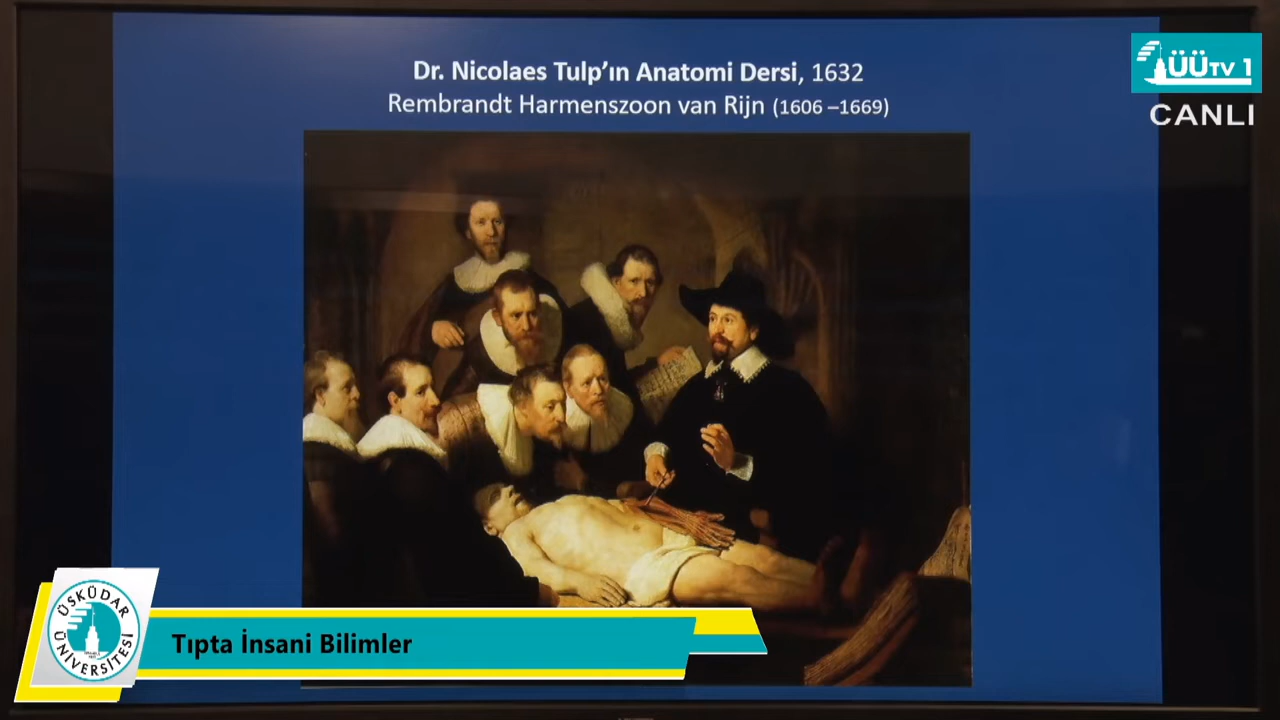 Dr. Nicolaes Tulp’ın Anatomi Dersi, 1632
Rembrandt Harmenszoon van Rijn (1606 –1669)
ÜÜTV 1
CANLI
ÜSKÜDAR ÜNİVERSİTESİ
Tıpta İnsani Bilimler